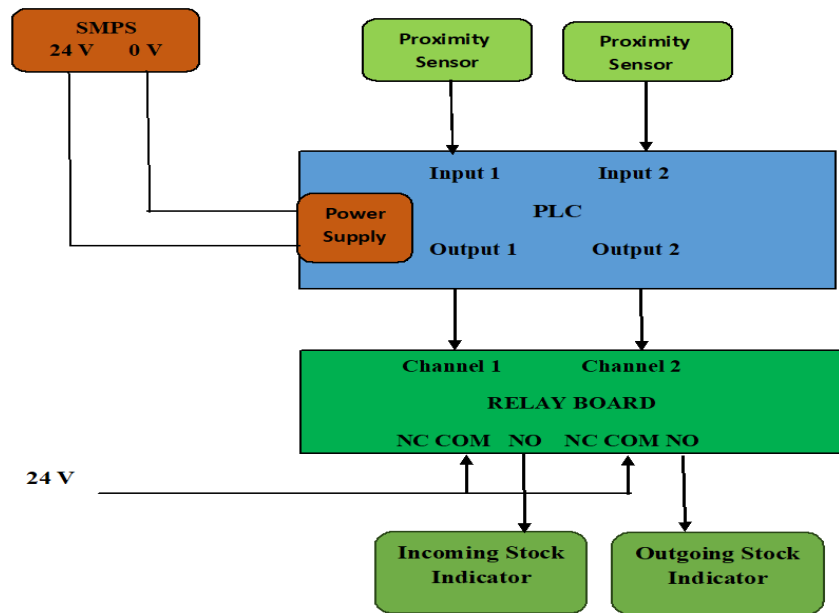 SMPS
24 V 0 V
Proximity
Sensor
Proximity
Sensor
Input 1 Input 2
PLC
Power
Supply
Output 1 Output 2
Channel 1 Channel 2
RELAY BOARD
NC COM NO NC COM NO
24 V
Incoming Stock
Indicator
Outgoing Stock
Indicator